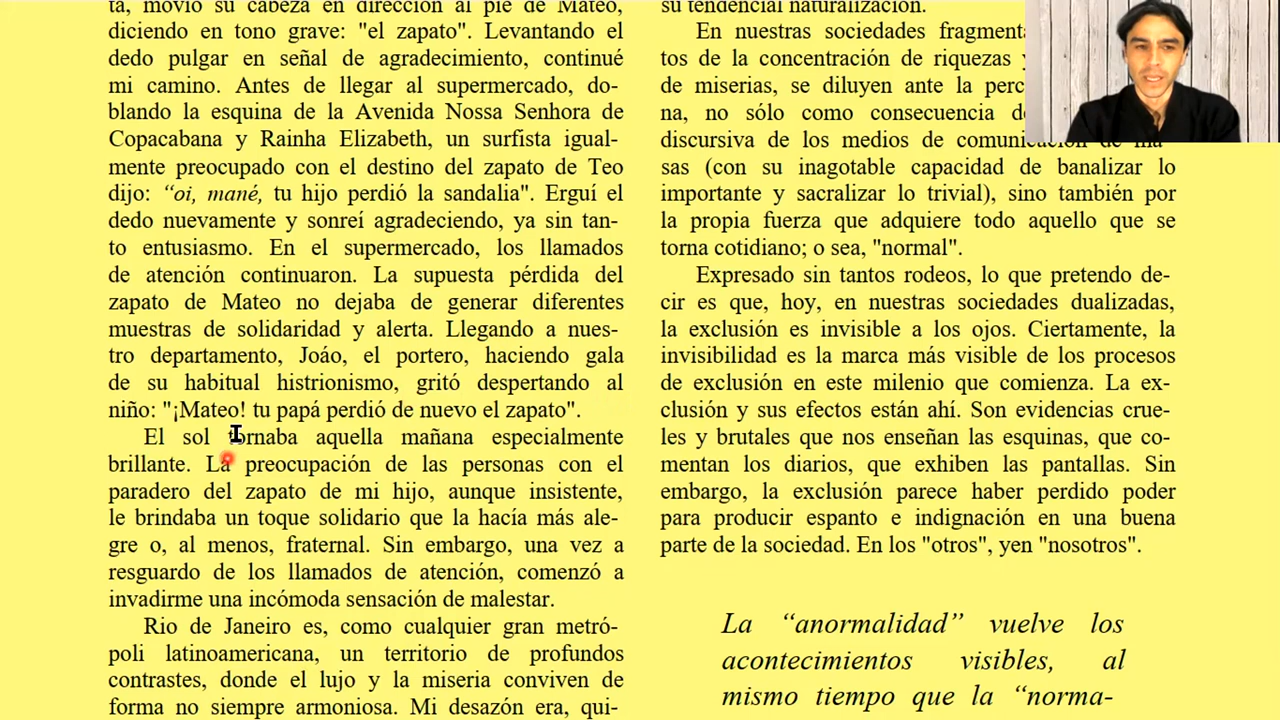 ta, movió su cabeza en dirección al pie de Mateo,
diciendo en tono grave: "el zapato". Levantando el
dedo pulgar en señal de agradecimiento, continué
mi camino. Antes de llegar al supermercado, do-
blando la esquina de la Avenida Nossa Senhora de
Copacabana y Rainha Elizabeth, un surfista igual-
mente preocupado con el destino del zapato de Teo
dijo: “oi, mané, tu hijo perdió la sandalia". Erguí el
dedo nuevamente y sonreí agradeciendo, ya sin tan-
to entusiasmo. En el supermercado, los llamados
de atención continuaron. La supuesta pérdida del
zapato de Mateo no dejaba de generar diferentes
muestras de solidaridad y alerta. Llegando a nues-
tro departamento, Joáo, el portero, haciendo gala
de su habitual histrionismo, gritó despertando al
niño: "¡Mateo! tu papá perdió de nuevo el zapato".
El sol tornaba aquella mañana especialmente
brillante. La preocupación de las personas con el
paradero del zapato de mi hijo, aunque insistente,
le brindaba un toque solidario que la hacía más ale-
gre o, al menos, fraternal. Sin embargo, una vez a
resguardo de los llamados de atención, comenzó a
invadirme una incómoda sensación de malestar.
Rio de Janeiro es, como cualquier gran metró-
poli latinoamericana, un territorio de profundos
contrastes, donde el lujo y la miseria conviven de
forma no siempre armoniosa. Mi desazón era, qui-
su tendencial naturalización.
En nuestras sociedades fragmenta
tos de la concentración de riquezas y
de miserias, se diluyen ante la perc
na, no sólo como consecuencia de
discursiva de los medios de comunicación de ma-
sas (con su inagotable capacidad de banalizar lo
importante y sacralizar lo trivial), sino también por
la propia fuerza que adquiere todo aquello que se
torna cotidiano; o sea, "normal".
Expresado sin tantos rodeos, lo que pretendo de-
cir es que, hoy, en nuestras sociedades dualizadas,
la exclusión es invisible a los ojos. Ciertamente, la
invisibilidad es la marca más visible de los procesos
de exclusión en este milenio que comienza. La ex-
clusión y sus efectos están ahí. Son evidencias crue-
les y brutales que nos enseñan las esquinas, que co-
mentan los diarios, que exhiben las pantallas. Sin
embargo, la exclusión parece haber perdido poder
para producir espanto e indignación en una buena
parte de la sociedad. En los "otros", yen "nosotros".
La “anormalidad” vuelve los
acontecimientos visibles, al
mismo tiempo que la “norma-